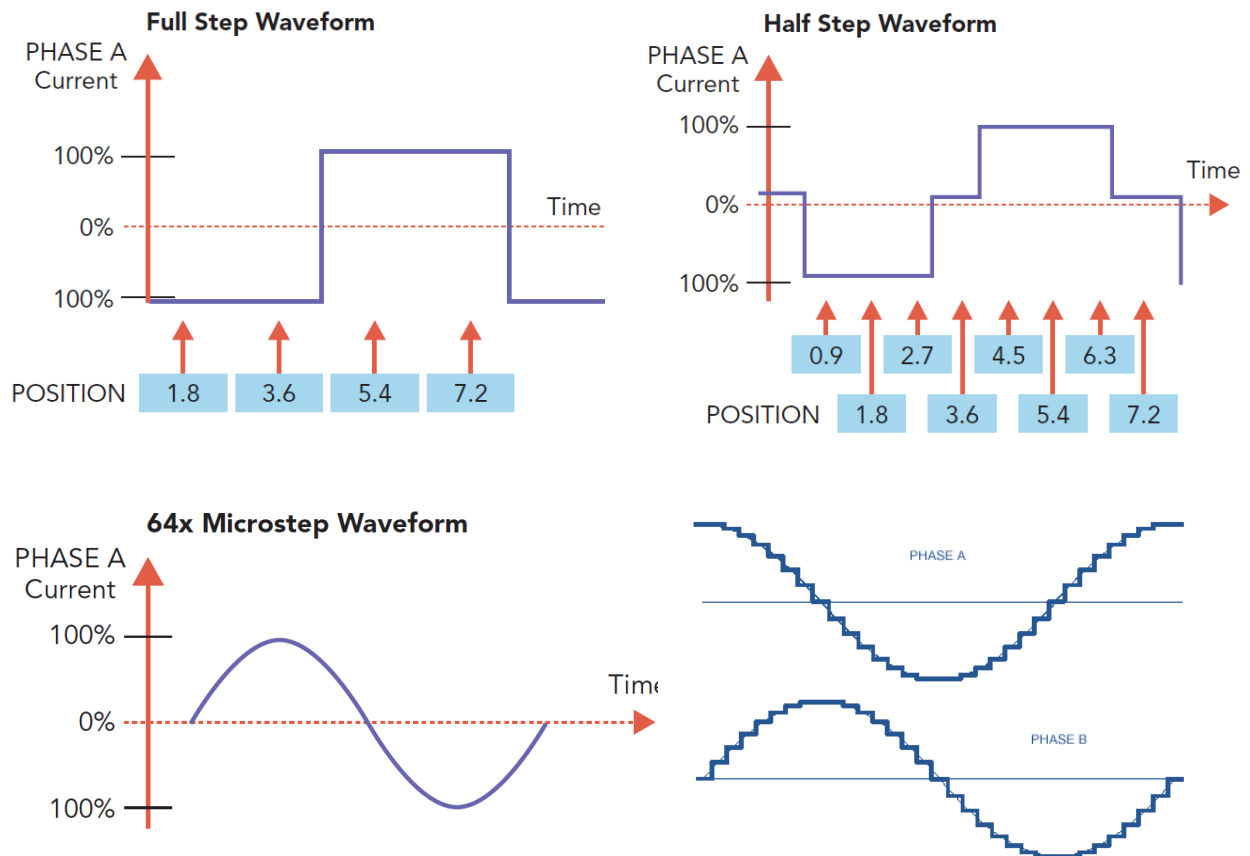 Full Step Waveform
PHASE A
Current
100%
0%
100%
Time
POSITION 1.8 3.6 5.4 7.2
Half Step Waveform
PHASE A
Current
100%
0%
100%
Time
0.9 2.7 4.5 6.3
POSITION 1.8 3.6 5.4 7.2
64x Microstep Waveform
PHASE A
Current
100%
0%
100%
Time
PHASE A
PHASE B